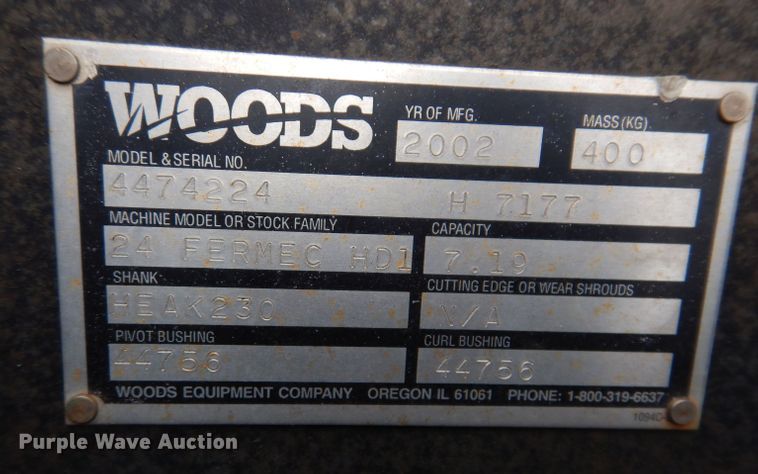 WOODS
YR OF MFG.
2002
MASS (KG)
400
MODEL & SERIAL NO.
4474224 H 7177
MACHINE MODEL OR STOCK FAMILY
24 FERMEC HD1
CAPACITY
7.19
SHANK
HEAK230
CUTTING EDGE OR WEAR SHROUDS
N/A
PIVOT BUSHING
44756
CURL BUSHING
44756
WOODS EQUIPMENT COMPANY OREGON IL 61061 PHONE: 1-800-319-6637
Purple Wave Auction